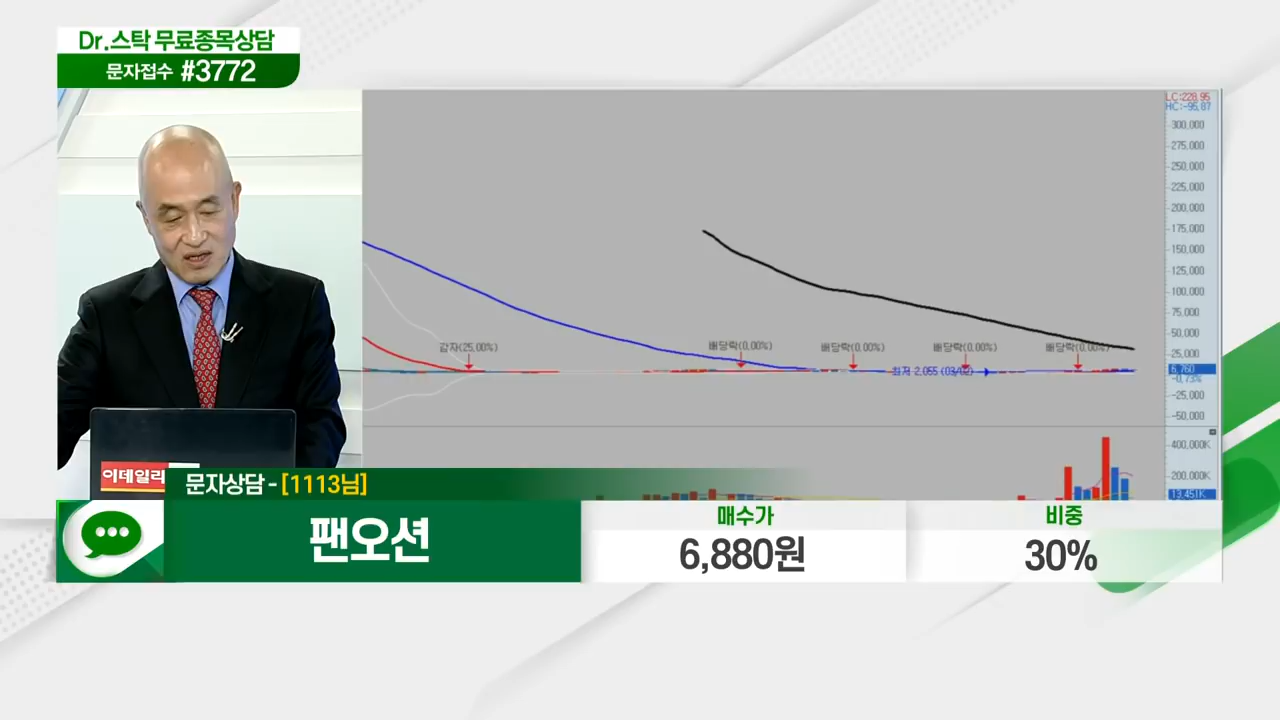 Dr.스탁 무료종목상담
문자접수 #3772
LC:228.95
HC:-95.87
300,000
275,000
250,000
225,000
200,000
175,000
150,000
125,000
100,000
75,000
50,000
25,000
6,760
-0.73%
-25,000
-50,000
감자(25.00%)
배당락(0.00%)
배당락(0.00%)
배당락(0.00%)
배당락(0.00%)
최저 2,055 (03/02)
400,000K
200,000K
13,451K
이데일리
문자상담 - [1113님]
팬오션
매수가
6,880원
비중
30%